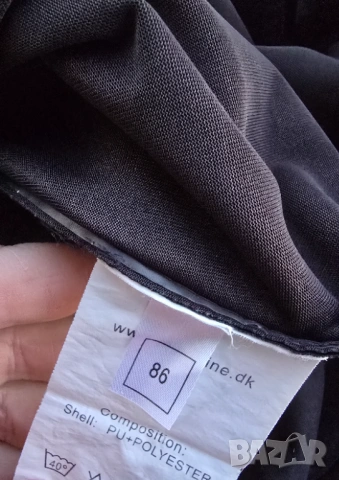 www
ine.dk
86
Composition:
Shell: PU+POLYESTER
40°
BAZAR